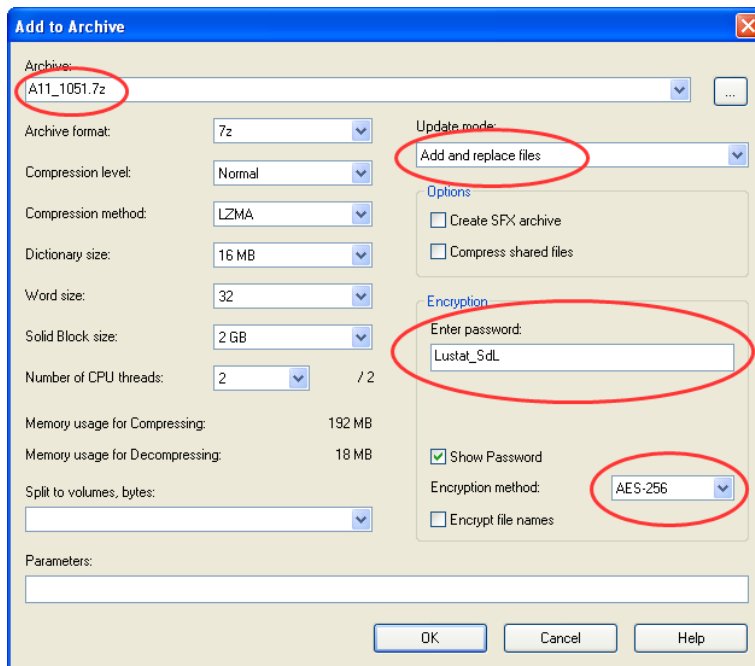 Add to Archive
Archive:
A11_1051.7z
...
Archive format:
7z
Compression level:
Normal
Compression method:
LZMA
Dictionary size:
16 MB
Word size:
32
Solid Block size:
2 GB
Number of CPU threads:
2
/ 2
Memory usage for Compressing:
192 MB
Memory usage for Decompressing:
18 MB
Split to volumes, bytes:
Update mode:
Add and replace files
Options
Create SFX archive
Compress shared files
Encryption
Enter password:
Lustat_SdL
Show Password
Encryption method:
AES-256
Encrypt file names
Parameters:
OK
Cancel
Help